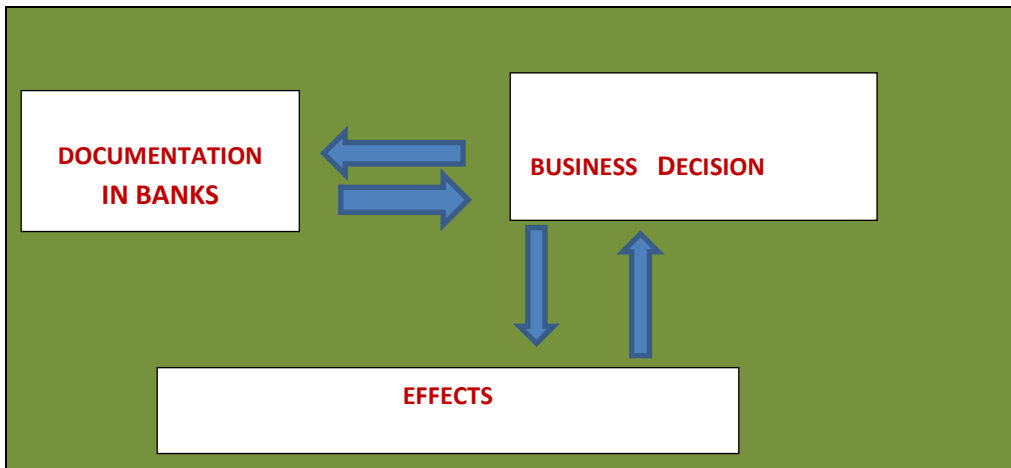 DOCUMENTATION
IN BANKS
BUSINESS DECISION
EFFECTS